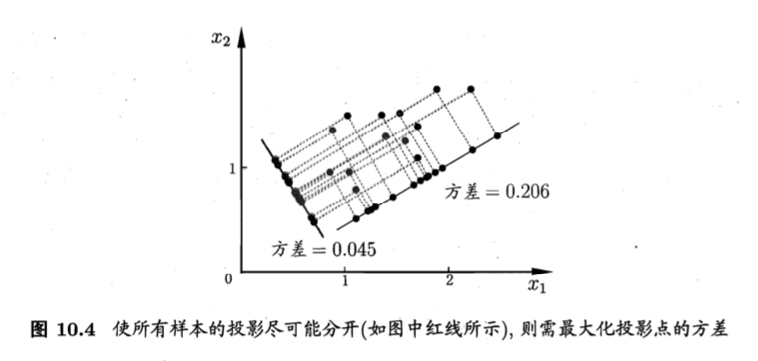 x₂
1
方差 = 0.206
方差 = 0.045
0
1
2
x₁
图 10.4 使所有样本的投影尽可能分开(如图中红线所示), 则需最大化投影点的方差